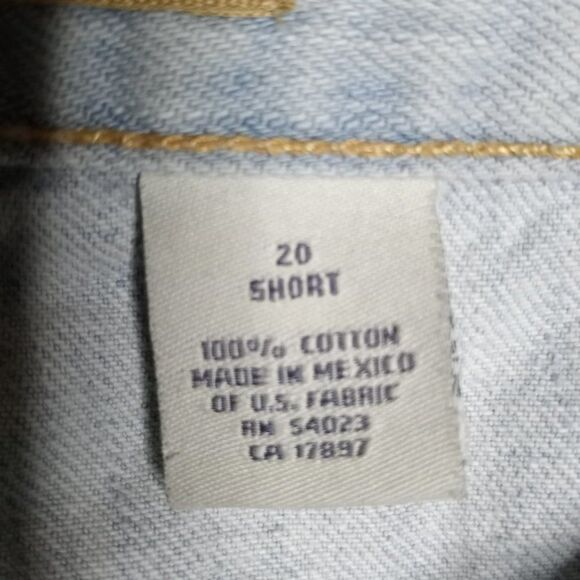 20
SHORT
100% COTTON
MADE IN MEXICO
OF U.S. FABRIC
RN 54023
CA 17897